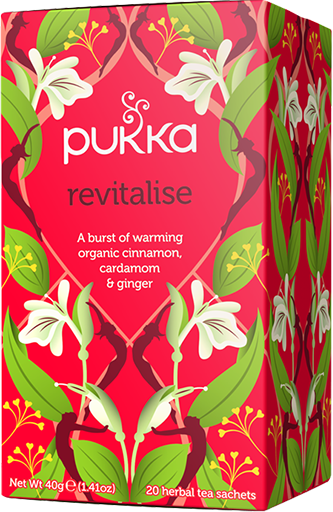 pukka
revitalise
A burst of warming
organic cinnamon,
cardamom
& ginger
Net Wt 40g ℮ (1.41oz)
20 herbal tea sachets